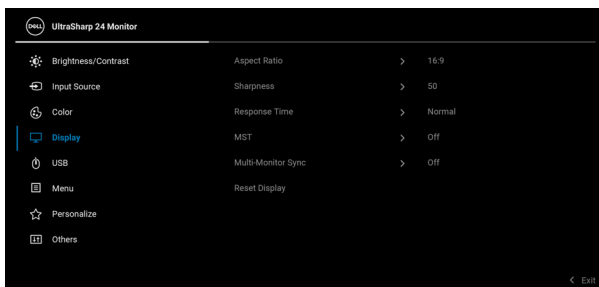 DELL UltraSharp 24 Monitor
Brightness/Contrast Aspect Ratio > 16:9
Input Source Sharpness > 50
Color Response Time > Normal
Display MST > Off
USB Multi-Monitor Sync > Off
Menu Reset Display
Personalize
Others
< Exit